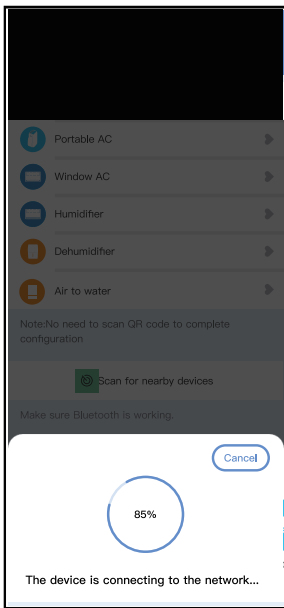 Portable AC
Window AC
Humidifier
Dehumidifier
Air to water
Note:No need to scan QR code to complete
configuration
Scan for nearby devices
Make sure Bluetooth is working.
Cancel
85%
The device is connecting to the network...